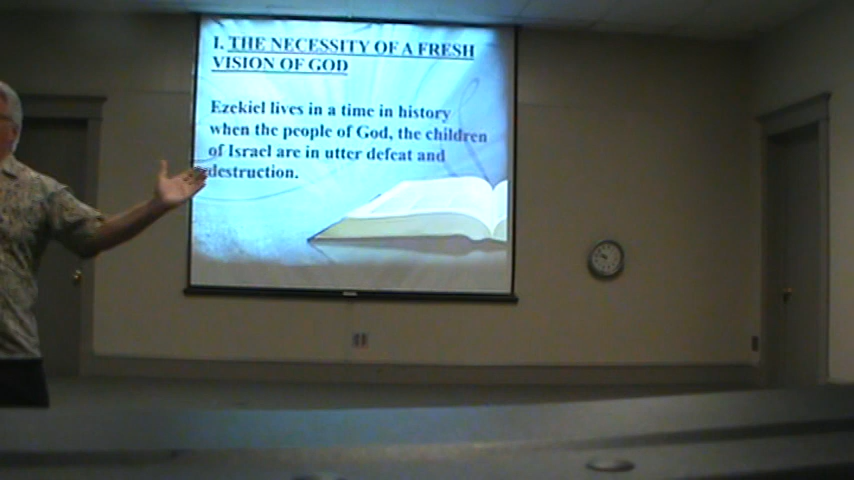 I. THE NECESSITY OF A FRESH
VISION OF GOD
Ezekiel lives in a time in history
when the people of God, the children
of Israel are in utter defeat and
destruction.